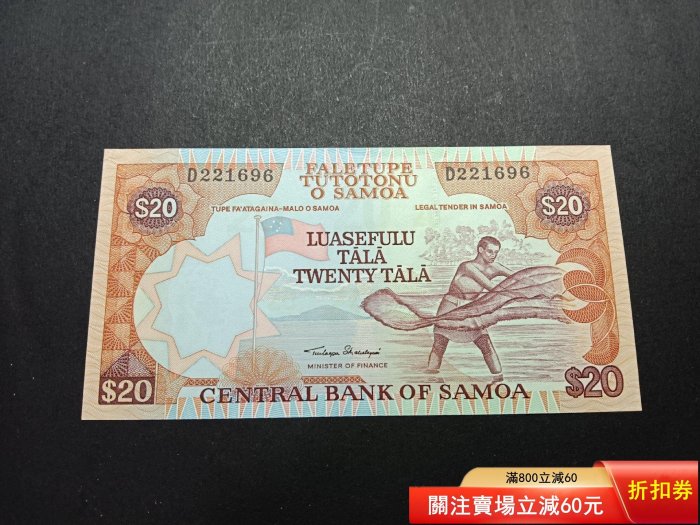 D221696
FALETUPE
TUTOTONU
O SAMOA
D221696
$20
TUPE FA'ATAGAINA-MALO O SAMOA
LEGAL TENDER IN SAMOA
$20
LUASEFULU
TĀLĀ
TWENTY TĀLĀ
MINISTER OF FINANCE
$20
CENTRAL BANK OF SAMOA
$20
滿800立減60
關注賣場立減60元
折扣券